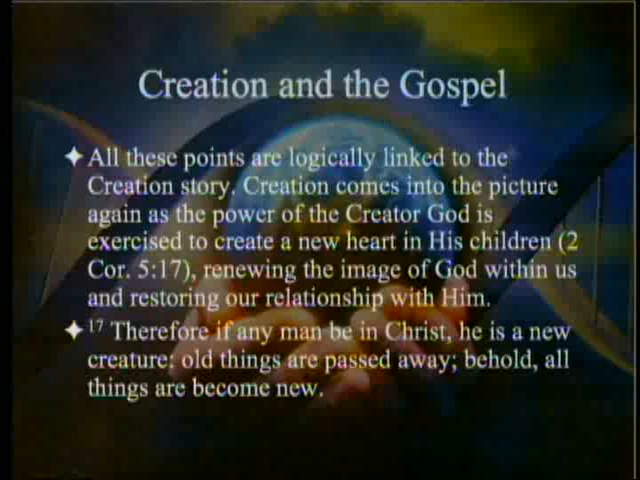 Creation and the Gospel
✦ All these points are logically linked to the
Creation story. Creation comes into the picture
again as the power of the Creator God is
exercised to create a new heart in His children (2
Cor. 5:17), renewing the image of God within us
and restoring our relationship with Him.
✦ 17 Therefore if any man be in Christ, he is a new
creature: old things are passed away; behold, all
things are become new.